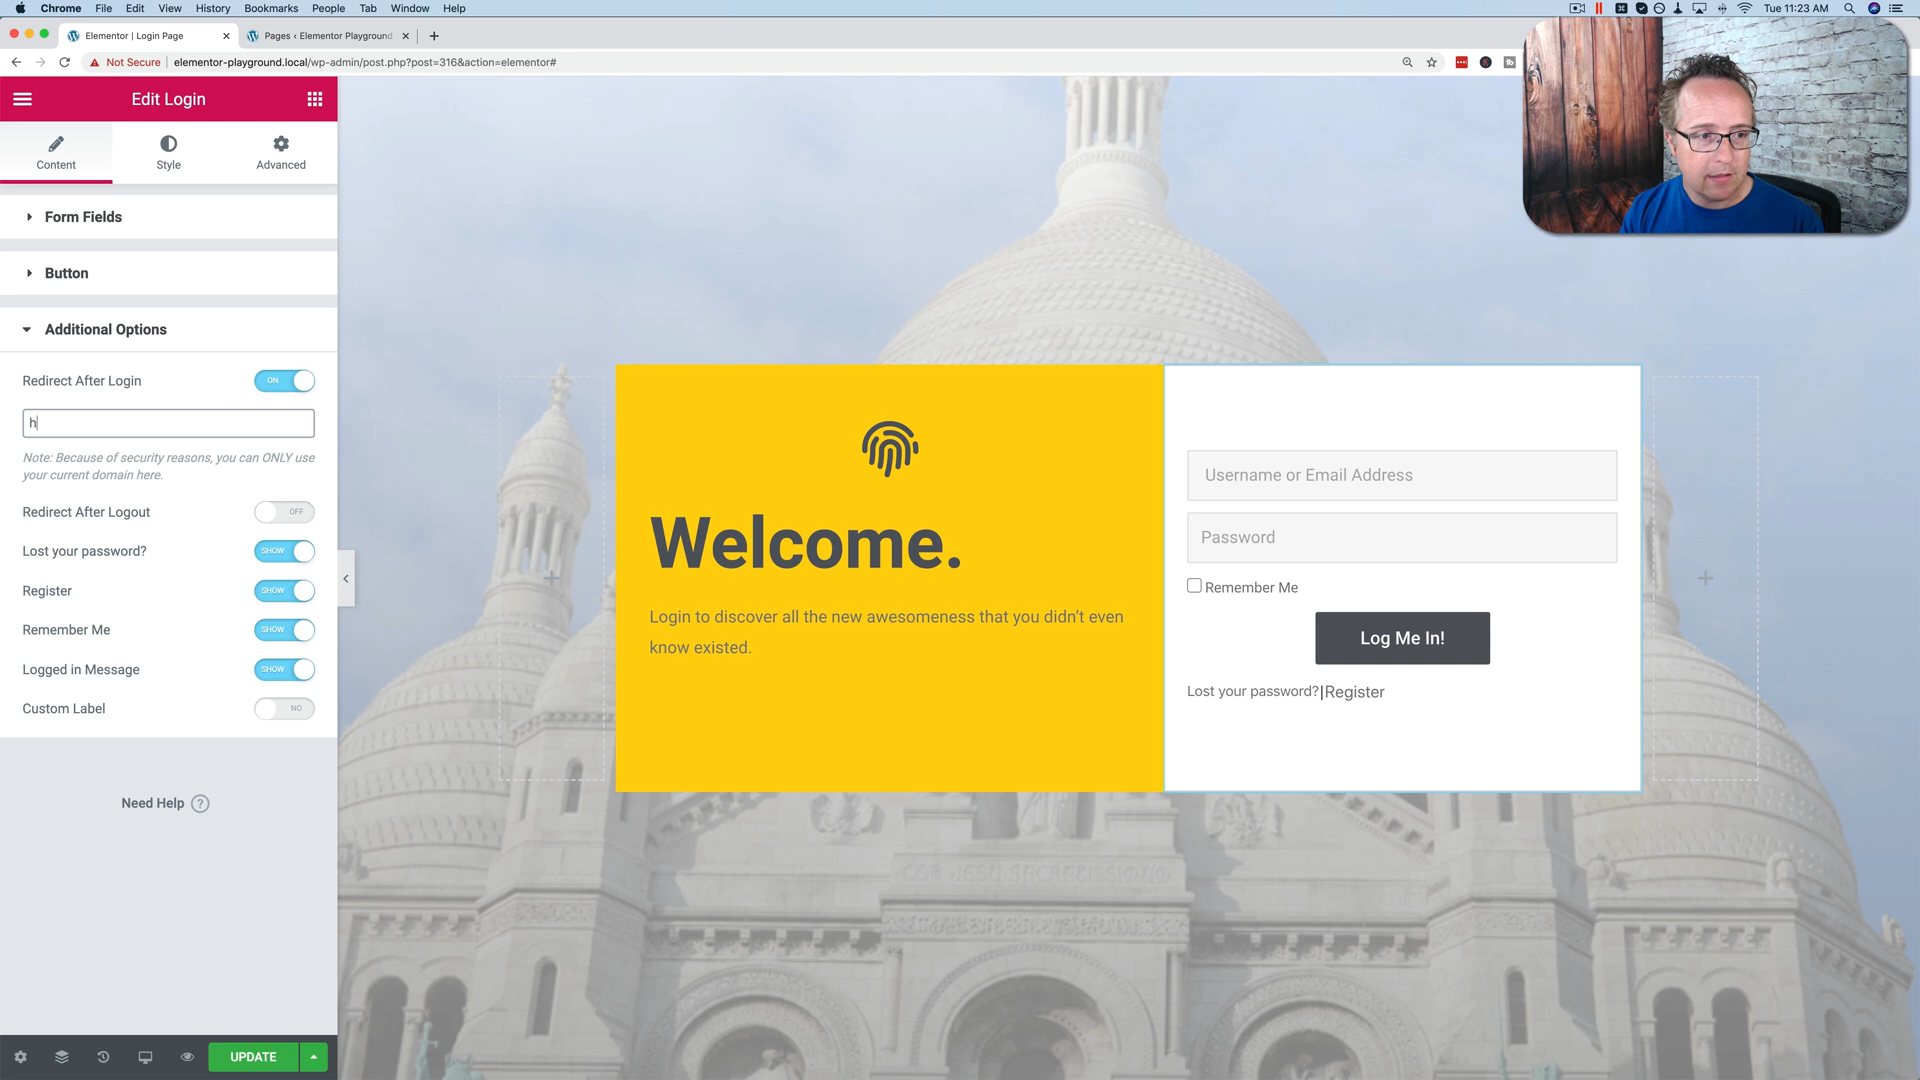 Chrome File Edit View History Bookmarks People Tab Window Help
Tue 11:23 AM
Elementor | Login Page
Pages ‹ Elementor Playground
Not Secure | elementor-playground.local/wp-admin/post.php?post=316&action=elementor#
Edit Login
Content Style Advanced
Form Fields
Button
Additional Options
Redirect After Login ON
h
Note: Because of security reasons, you can ONLY use
your current domain here.
Redirect After Logout OFF
Lost your password? SHOW
Register SHOW
Remember Me SHOW
Logged in Message SHOW
Custom Label NO
Need Help ?
UPDATE
Welcome.
Login to discover all the new awesomeness that you didn't even
know existed.
Username or Email Address
Password
Remember Me
Log Me In!
Lost your password?|Register
COR JESU SACRATISSIMUM